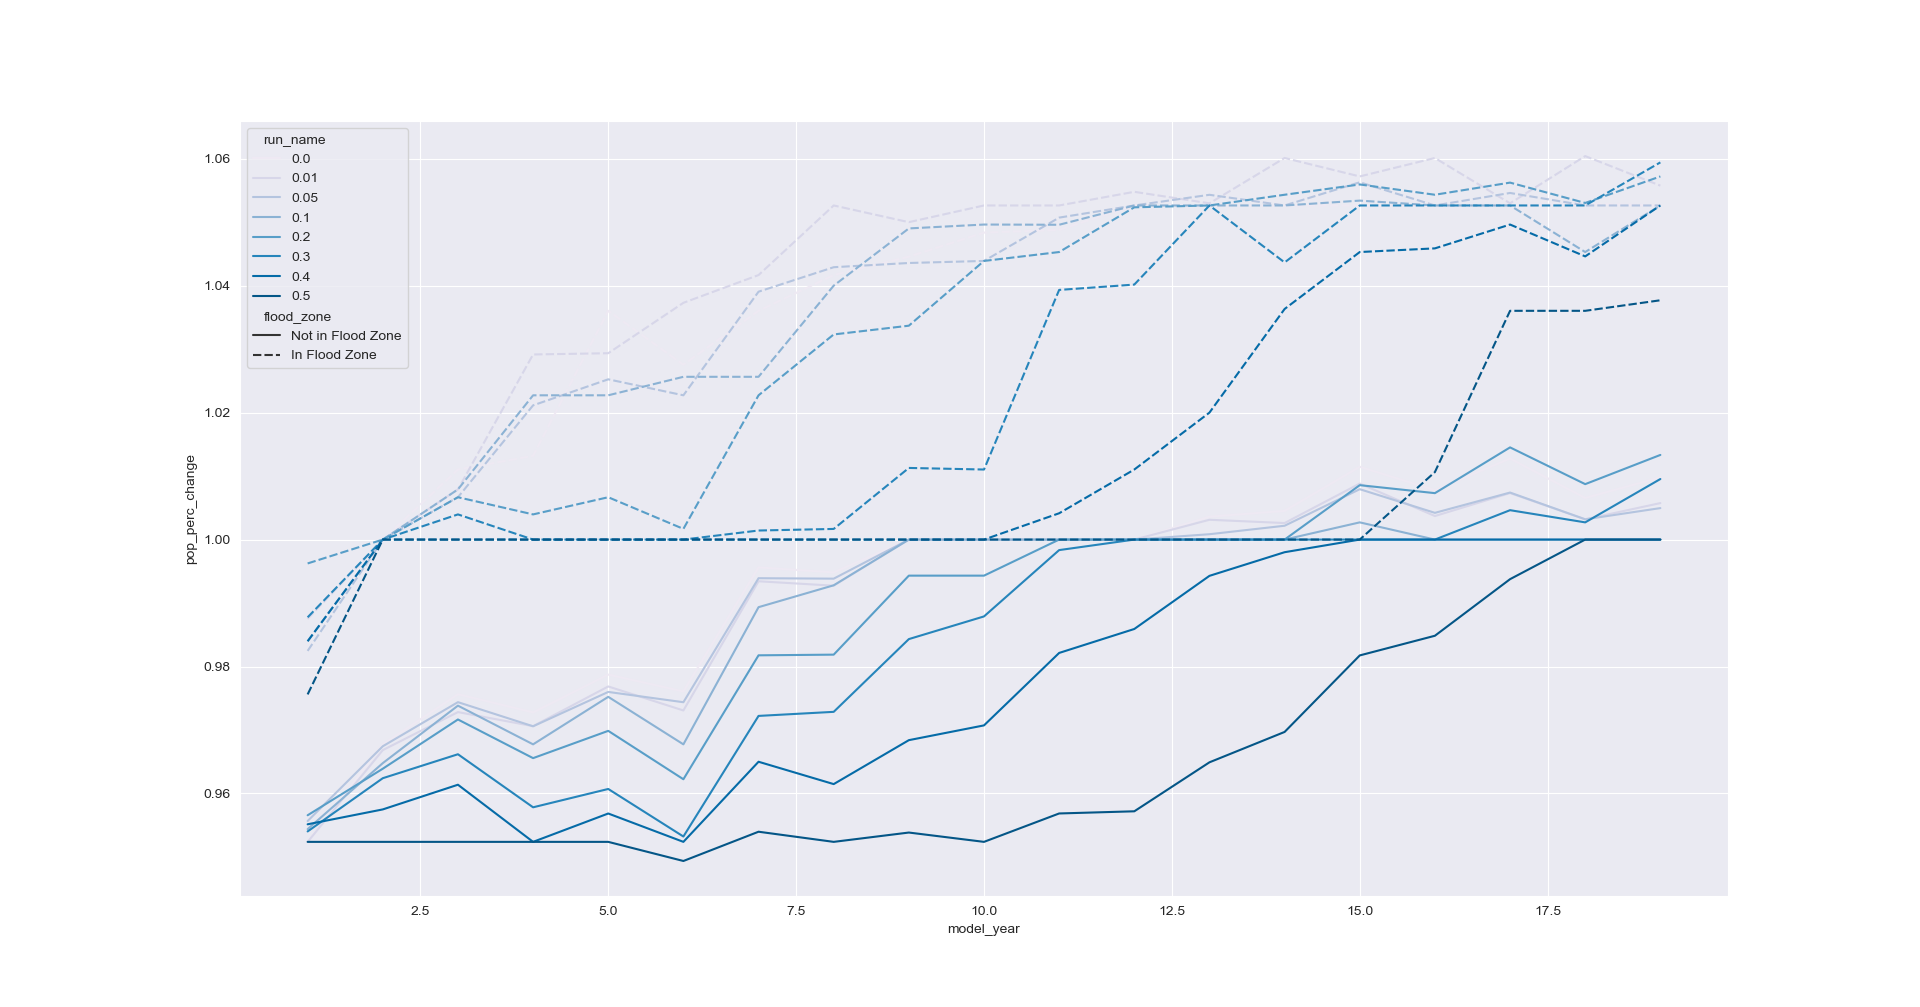 run_name
0.0
0.01
0.05
0.1
0.2
0.3
0.4
0.5
flood_zone
Not in Flood Zone
In Flood Zone
pop_perc_change
1.06
1.04
1.02
1.00
0.98
0.96
2.5 5.0 7.5 10.0 12.5 15.0 17.5
model_year